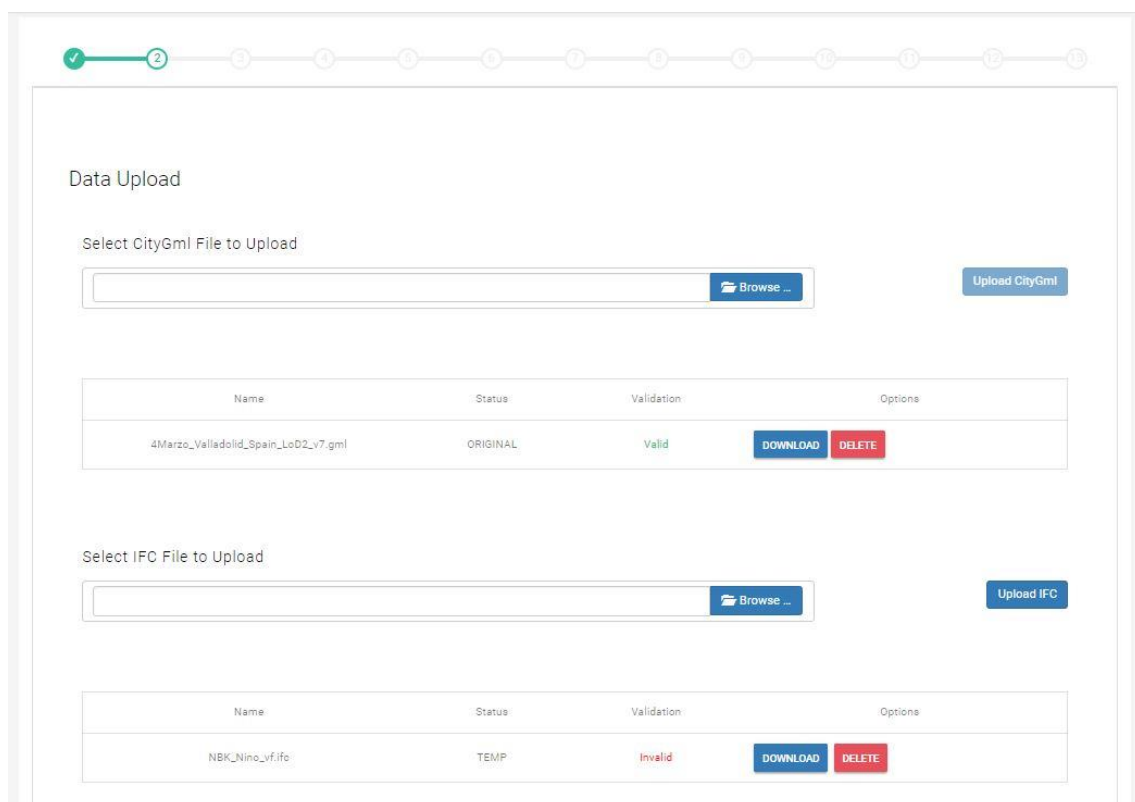 2 3 4 5 6 7 8 9 10 11 12 13
Data Upload
Select CityGml File to Upload
Browse ... Upload CityGml
Name Status Validation Options
4Marzo_Valladolid_Spain_LoD2_v7.gml ORIGINAL Valid DOWNLOAD DELETE
Select IFC File to Upload
Browse ... Upload IFC
Name Status Validation Options
NBK_Nino_vf.ifc TEMP Invalid DOWNLOAD DELETE